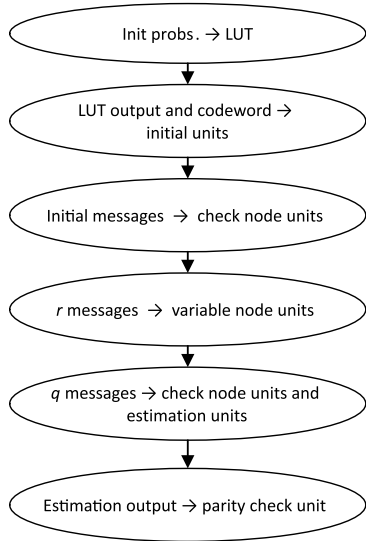 Init probs. → LUT
LUT output and codeword →
initial units
Initial messages → check node units
r messages → variable node units
q messages → check node units and
estimation units
Estimation output → parity check unit